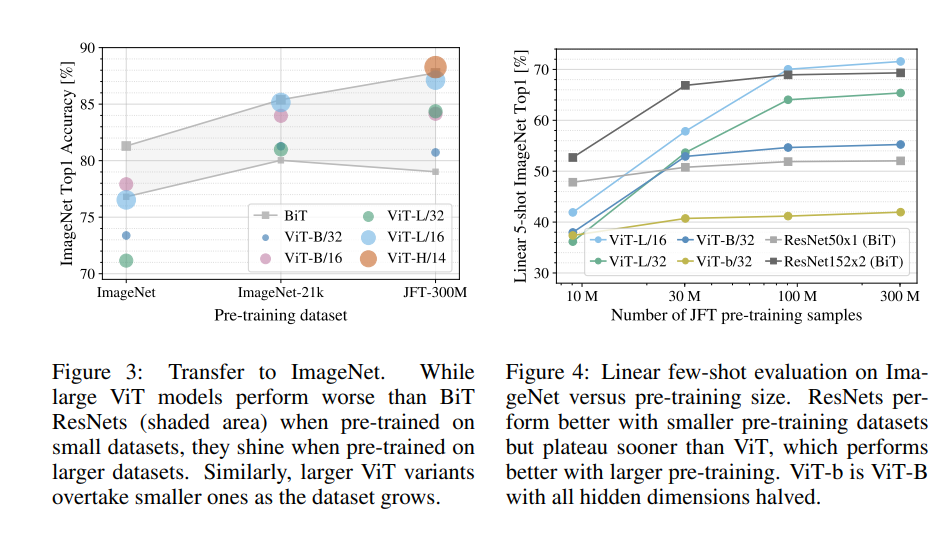 90
85
80
75
70
ImageNet Top1 Accuracy [%]
BiT
ViT-B/32
ViT-B/16
ViT-L/32
ViT-L/16
ViT-H/14
ImageNet
ImageNet-21k
JFT-300M
Pre-training dataset
70
60
50
40
30
Linear 5-shot ImageNet Top1 [%]
ViT-L/16
ViT-L/32
ViT-B/32
ViT-b/32
ResNet50x1 (BiT)
ResNet152x2 (BiT)
10 M
30 M
100 M
300 M
Number of JFT pre-training samples
Figure 3: Transfer to ImageNet. While
large ViT models perform worse than BiT
ResNets (shaded area) when pre-trained on
small datasets, they shine when pre-trained on
larger datasets. Similarly, larger ViT variants
overtake smaller ones as the dataset grows.
Figure 4: Linear few-shot evaluation on Ima-
geNet versus pre-training size. ResNets per-
form better with smaller pre-training datasets
but plateau sooner than ViT, which performs
better with larger pre-training. ViT-b is ViT-B
with all hidden dimensions halved.